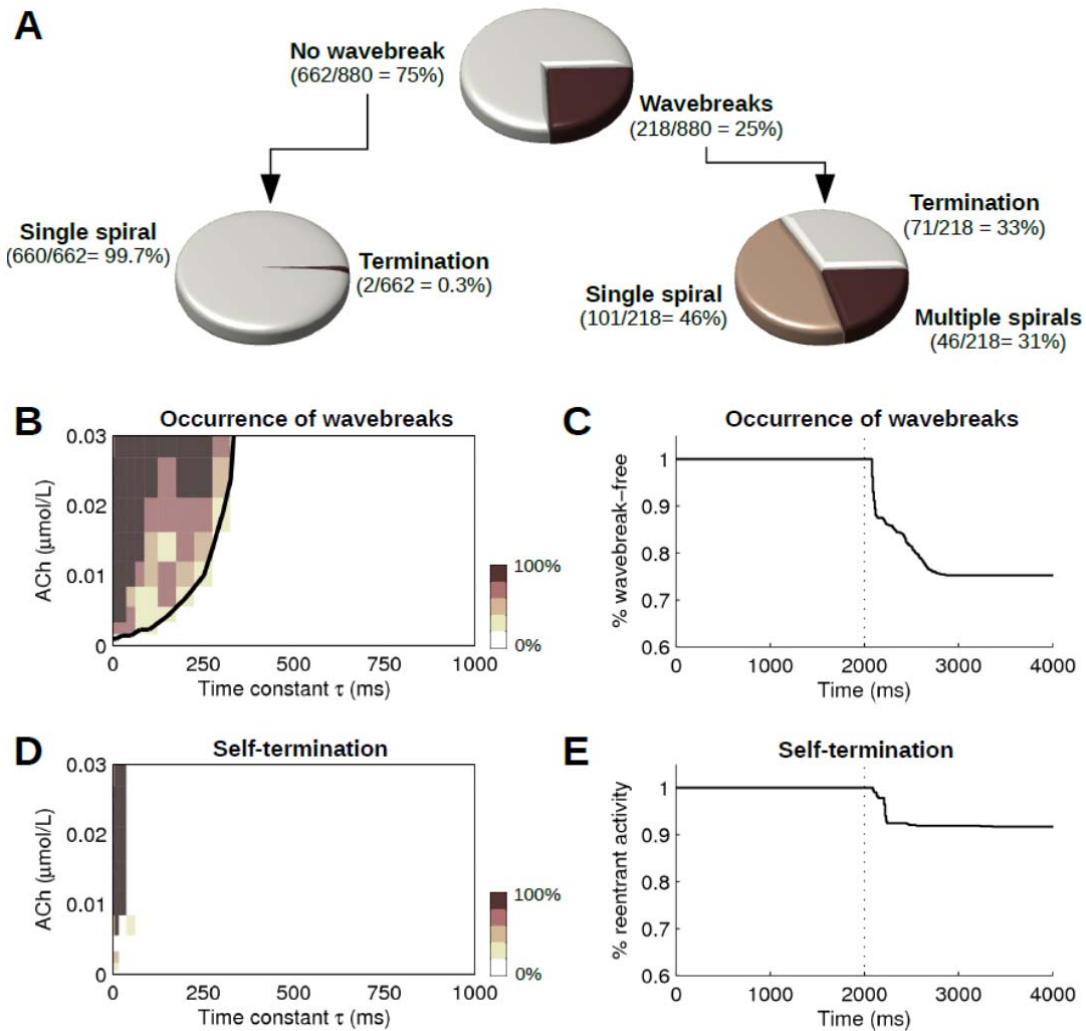 A
No wavebreak
(662/880 = 75%)
Wavebreaks
(218/880 = 25%)
Single spiral
(660/662= 99.7%)
Termination
(2/662 = 0.3%)
Termination
(71/218 = 33%)
Single spiral
(101/218= 46%)
Multiple spirals
(46/218= 31%)
B
Occurrence of wavebreaks
ACh (μmol/L)
0.03
0.02
0.01
0
0
250
500
750
1000
Time constant τ (ms)
100%
0%
C
Occurrence of wavebreaks
% wavebreak-free
1
0.9
0.8
0.7
0.6
0
1000
2000
3000
4000
Time (ms)
D
Self-termination
ACh (μmol/L)
0.03
0.02
0.01
0
0
250
500
750
1000
Time constant τ (ms)
100%
0%
E
Self-termination
% reentrant activity
1
0.9
0.8
0.7
0.6
0
1000
2000
3000
4000
Time (ms)